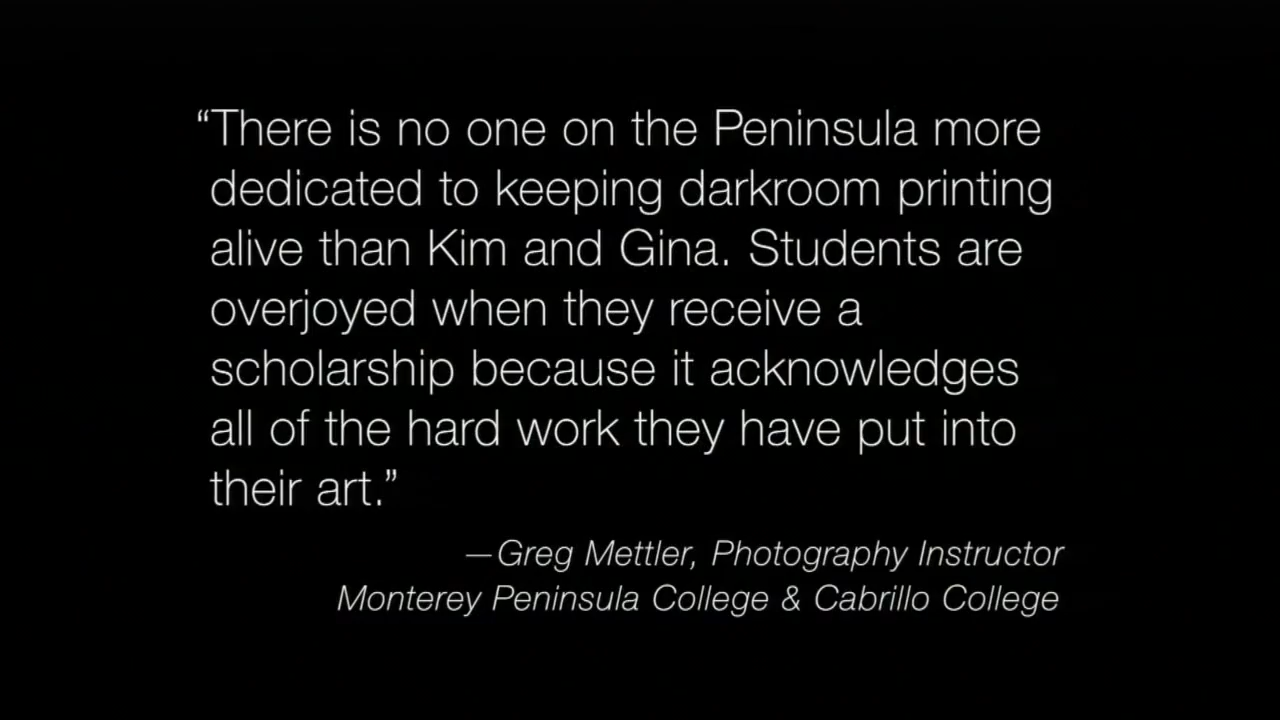 “There is no one on the Peninsula more
dedicated to keeping darkroom printing
alive than Kim and Gina. Students are
overjoyed when they receive a
scholarship because it acknowledges
all of the hard work they have put into
their art.”
—Greg Mettler, Photography Instructor
Monterey Peninsula College & Cabrillo College